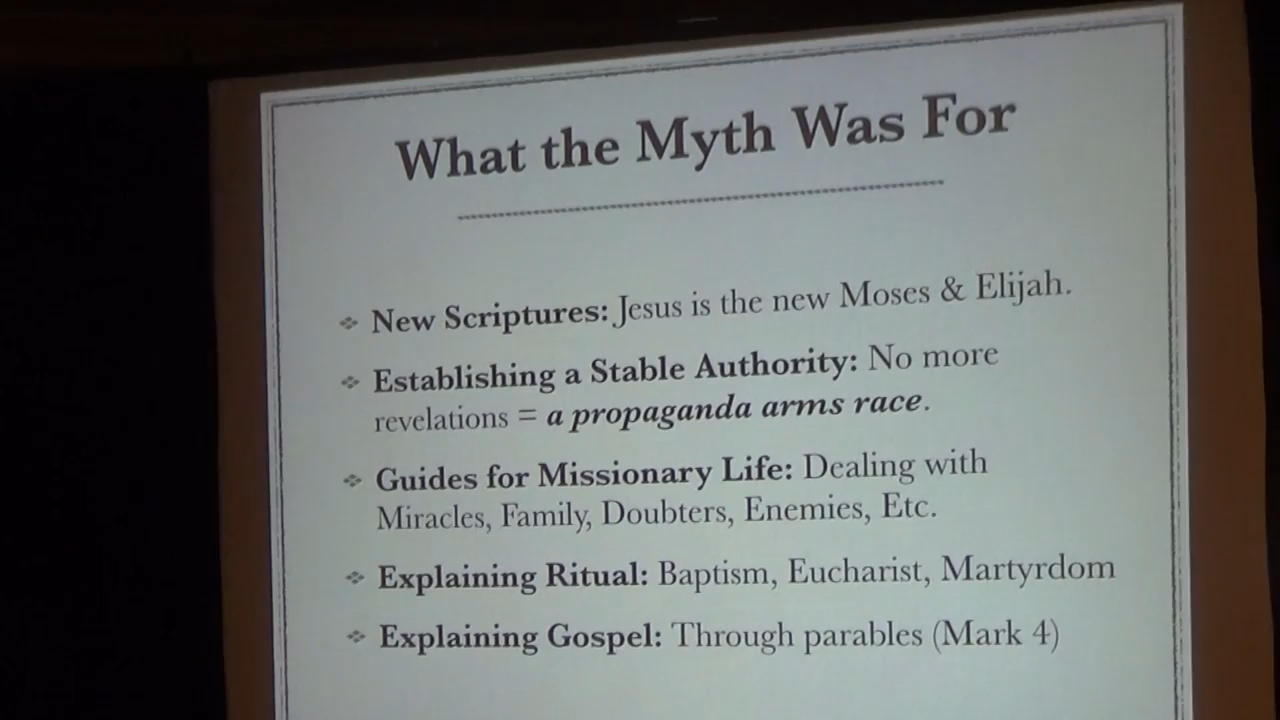 What the Myth Was For
❖ New Scriptures: Jesus is the new Moses & Elijah.
❖ Establishing a Stable Authority: No more
revelations = a propaganda arms race.
❖ Guides for Missionary Life: Dealing with
Miracles, Family, Doubters, Enemies, Etc.
❖ Explaining Ritual: Baptism, Eucharist, Martyrdom
❖ Explaining Gospel: Through parables (Mark 4)